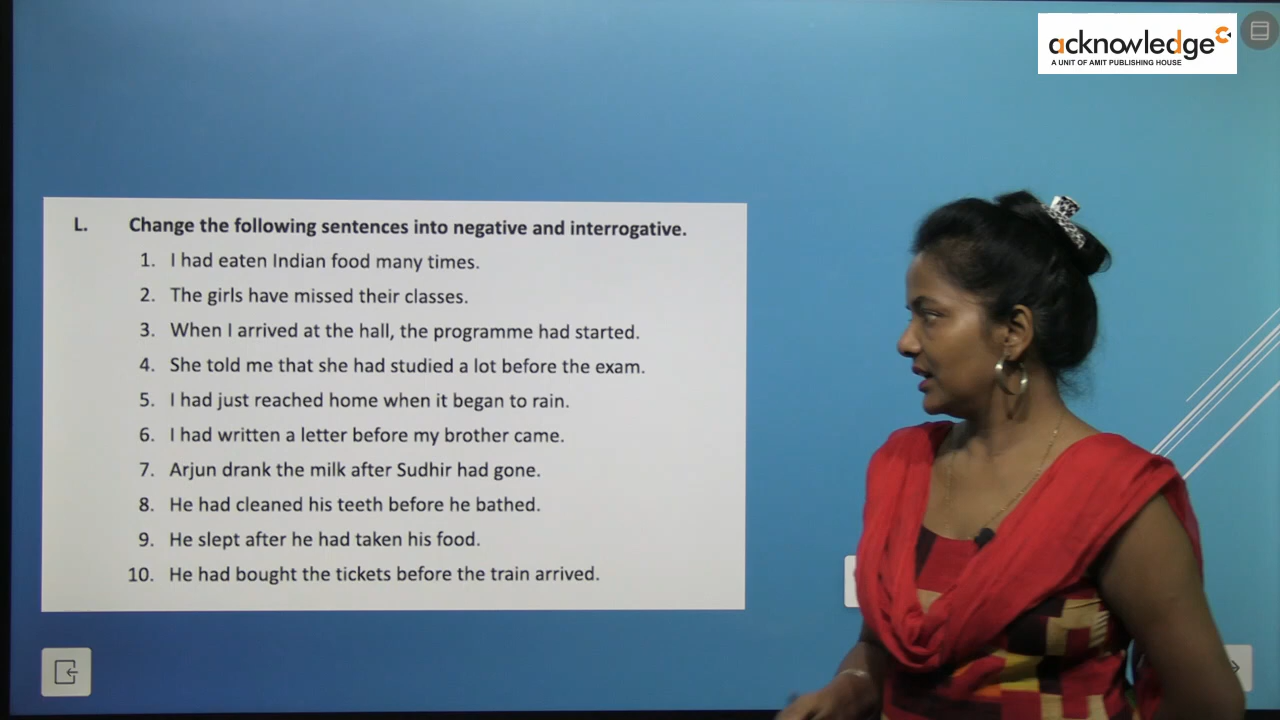 acknowledge
A UNIT OF AMIT PUBLISHING HOUSE
L. Change the following sentences into negative and interrogative.
1. I had eaten Indian food many times.
2. The girls have missed their classes.
3. When I arrived at the hall, the programme had started.
4. She told me that she had studied a lot before the exam.
5. I had just reached home when it began to rain.
6. I had written a letter before my brother came.
7. Arjun drank the milk after Sudhir had gone.
8. He had cleaned his teeth before he bathed.
9. He slept after he had taken his food.
10. He had bought the tickets before the train arrived.